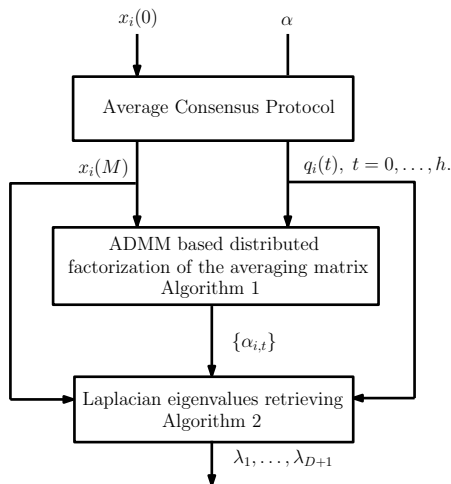 x_i(0) α
Average Consensus Protocol
x_i(M) q_i(t), t = 0, . . . , h.
ADMM based distributed
factorization of the averaging matrix
Algorithm 1
{α_{i,t}}
Laplacian eigenvalues retrieving
Algorithm 2
λ_1, . . . , λ_{D+1}